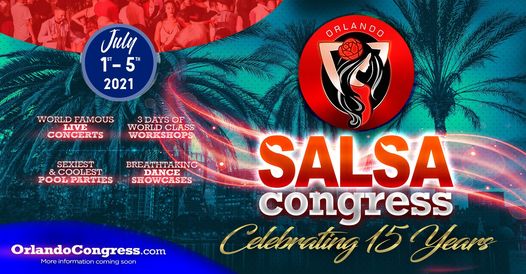 July
1ST - 5TH
2021
WORLD FAMOUS
LIVE
CONCERTS
3 DAYS OF
WORLD CLASS
WORKSHOPS
SEXIEST
& COOLEST
POOL PARTIES
BREATHTAKING
DANCE
SHOWCASES
ORLANDO
SALSA
congress
Celebrating 15 Years
OrlandoCongress.com
More information coming soon